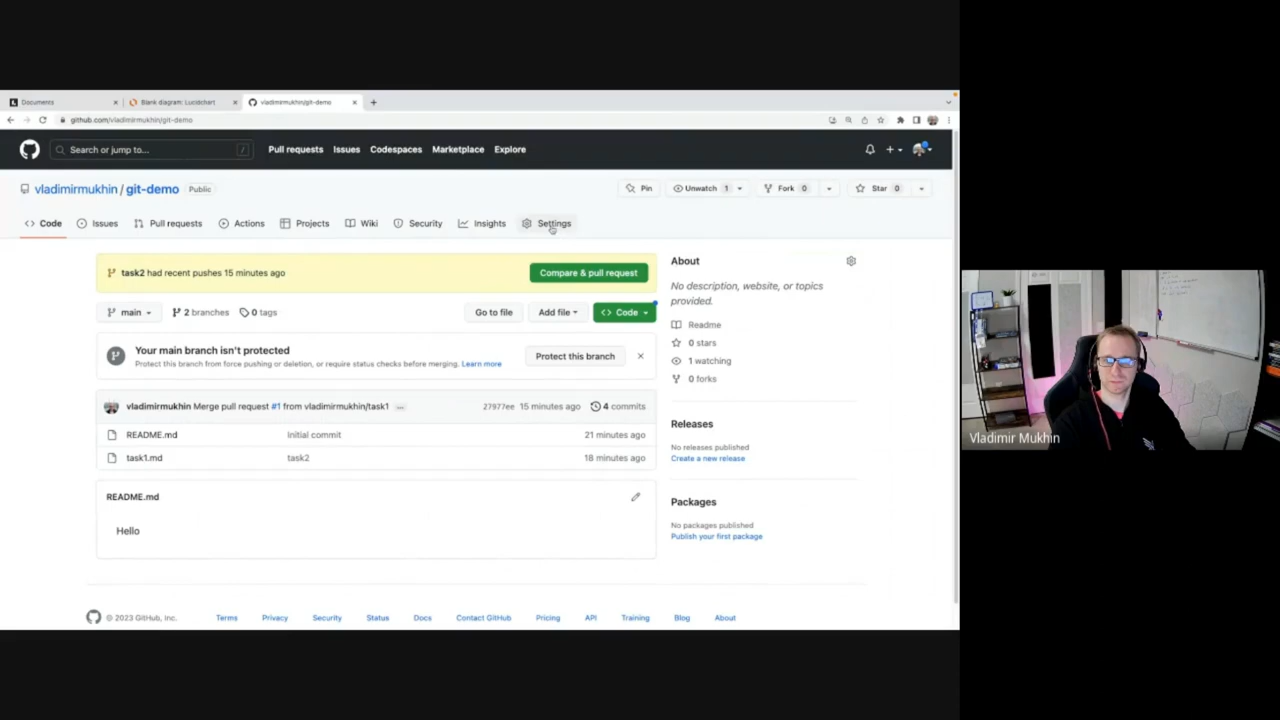 Documents
Blank diagram: Lucidchart
vladimirmukhin/git-demo
github.com/vladimirmukhin/git-demo
Search or jump to...
/
Pull requests
Issues
Codespaces
Marketplace
Explore
vladimirmukhin / git-demo
Public
Pin
Unwatch 1
Fork 0
Star 0
Code
Issues
Pull requests
Actions
Projects
Wiki
Security
Insights
Settings
task2 had recent pushes 15 minutes ago
Compare & pull request
main
2 branches
0 tags
Go to file
Add file
Code
Your main branch isn't protected
Protect this branch from force pushing or deletion, or require status checks before merging. Learn more
Protect this branch
vladimirmukhin Merge pull request #1 from vladimirmukhin/task1 ...
27977ee 15 minutes ago
4 commits
README.md
Initial commit
21 minutes ago
task1.md
task2
18 minutes ago
README.md
Hello
About
No description, website, or topics
provided.
Readme
0 stars
1 watching
0 forks
Releases
No releases published
Create a new release
Packages
No packages published
Publish your first package
© 2023 GitHub, Inc.
Terms
Privacy
Security
Status
Docs
Contact GitHub
Pricing
API
Training
Blog
About
Vladimir Mukhin